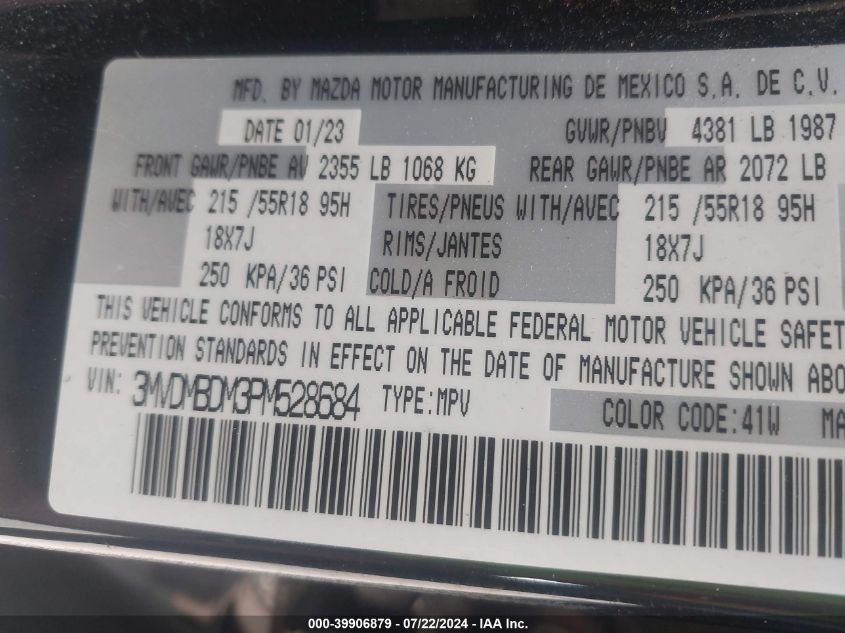 MFD. BY MAZDA MOTOR MANUFACTURING DE MEXICO S.A. DE C.V.
DATE 01/23 GVWR/PNBV 4381 LB 1987
FRONT GAWR/PNBE AV 2355 LB 1068 KG REAR GAWR/PNBE AR 2072 LB
WITH/AVEC 215 /55R18 95H TIRES/PNEUS WITH/AVEC 215 /55R18 95H
18X7J RIMS/JANTES 18X7J
250 KPA/36 PSI COLD/A FROID 250 KPA/36 PSI
THIS VEHICLE CONFORMS TO ALL APPLICABLE FEDERAL MOTOR VEHICLE SAFET
PREVENTION STANDARDS IN EFFECT ON THE DATE OF MANUFACTURE SHOWN ABO
VIN: 3MVDMBDM3PM528684 TYPE:MPV COLOR CODE:41W MA
000-39906879 / 07/22/2024 - IAAI.COM